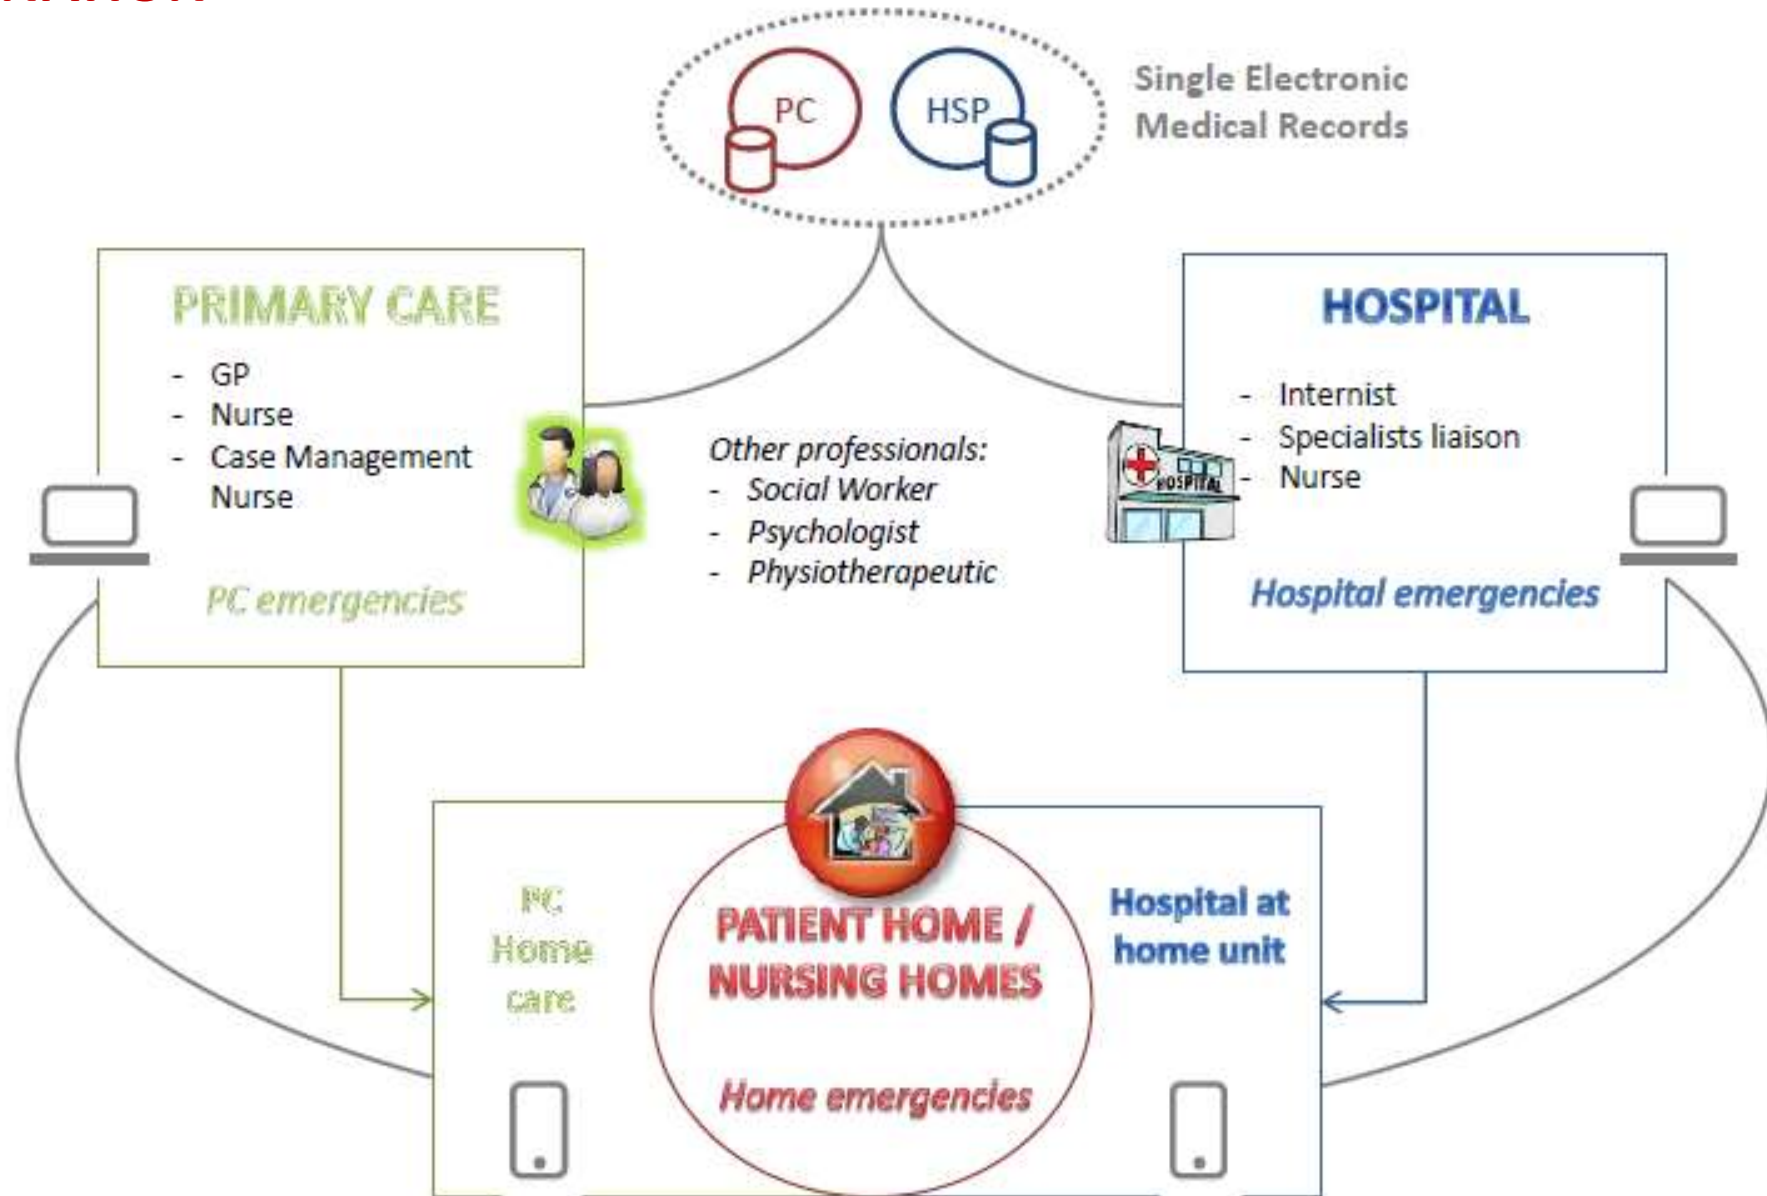 PC
HSP
Single Electronic
Medical Records
PRIMARY CARE
- GP
- Nurse
- Case Management
Nurse
PC emergencies
Other professionals:
- Social Worker
- Psychologist
- Physiotherapeutic
HOSPITAL
HOSPITAL
- Internist
- Specialists liaison
- Nurse
Hospital emergencies
PC
Home
care
PATIENT HOME /
NURSING HOMES
Home emergencies
Hospital at
home unit